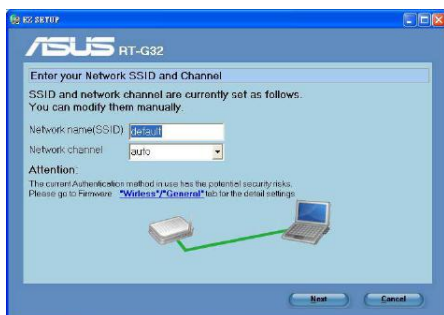 EZ SETUP
ASUS RT-G32
Enter your Network SSID and Channel
SSID and network channel are currently set as follows.
You can modify them manually.
Network name(SSID) default
Network channel auto
Attention:
The current Authentication method in use has the potential security risks.
Please go to Firmware "Wirless"/"General" tab for the detail settings
Next Cancel